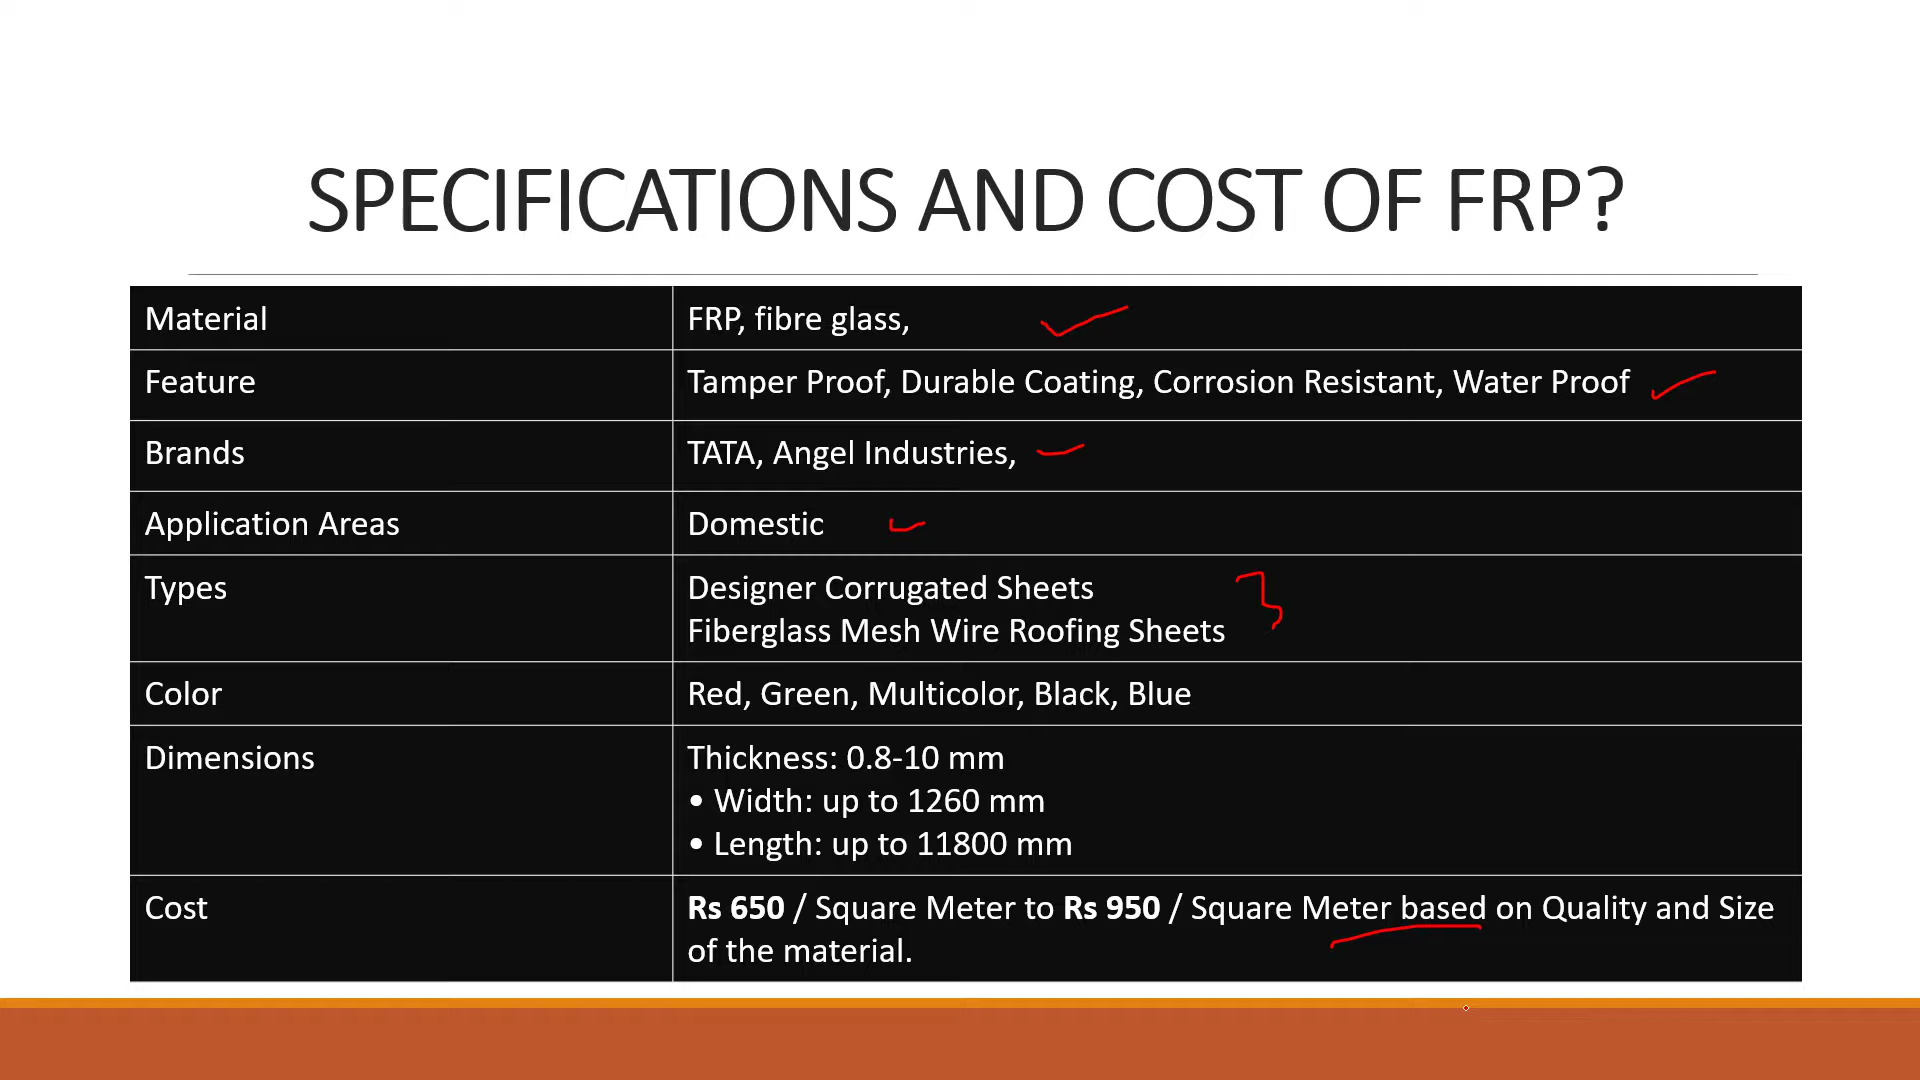 SPECIFICATIONS AND COST OF FRP?
Material
FRP, fibre glass,
Feature
Tamper Proof, Durable Coating, Corrosion Resistant, Water Proof
Brands
TATA, Angel Industries,
Application Areas
Domestic
Types
Designer Corrugated Sheets
Fiberglass Mesh Wire Roofing Sheets
Color
Red, Green, Multicolor, Black, Blue
Dimensions
Thickness: 0.8-10 mm
• Width: up to 1260 mm
• Length: up to 11800 mm
Cost
Rs 650 / Square Meter to Rs 950 / Square Meter based on Quality and Size
of the material.